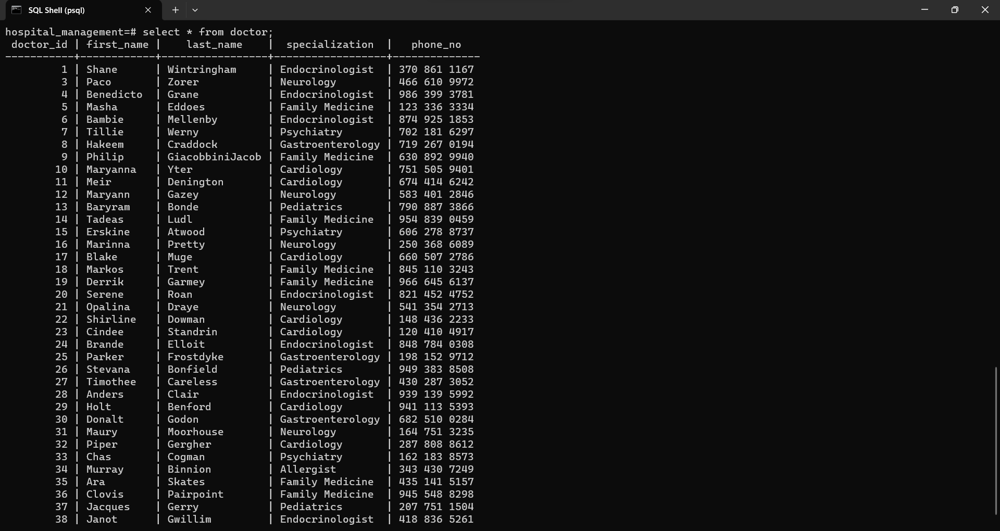 SQL Shell (psql)
hospital_management=# select * from doctor;
 doctor_id | first_name |    last_name    |  specialization  |   phone_no
-----------+------------+-----------------+------------------+--------------
         1 | Shane      | Wintringham     | Endocrinologist  | 370 861 1167
         3 | Paco       | Zorer           | Neurology        | 466 610 9972
         4 | Benedicto  | Grane           | Endocrinologist  | 986 399 3781
         5 | Masha      | Eddoes          | Family Medicine  | 123 336 3334
         6 | Bambie     | Mellenby        | Endocrinologist  | 874 925 1853
         7 | Tillie     | Werny           | Psychiatry       | 702 181 6297
         8 | Hakeem     | Craddock        | Gastroenterology | 719 267 0194
         9 | Philip     | GiacobbiniJacob | Family Medicine  | 630 892 9940
        10 | Maryanna   | Yter            | Cardiology       | 751 505 9401
        11 | Meir       | Denington       | Cardiology       | 674 414 6242
        12 | Maryann    | Gazey           | Neurology        | 583 401 2846
        13 | Baryram    | Bonde           | Pediatrics       | 790 887 3866
        14 | Tadeas     | Ludl            | Family Medicine  | 954 839 0459
        15 | Erskine    | Atwood          | Psychiatry       | 606 278 8737
        16 | Marinna    | Pretty          | Neurology        | 250 368 6089
        17 | Blake      | Muge            | Cardiology       | 660 507 2786
        18 | Markos     | Trent           | Family Medicine  | 845 110 3243
        19 | Derrik     | Garmey          | Family Medicine  | 966 645 6137
        20 | Serene     | Roan            | Endocrinologist  | 821 452 4752
        21 | Opalina    | Draye           | Neurology        | 541 354 2713
        22 | Shirline   | Dowman          | Cardiology       | 148 436 2233
        23 | Cindee     | Standrin        | Cardiology       | 120 410 4917
        24 | Brande     | Elloit          | Endocrinologist  | 848 784 0308
        25 | Parker     | Frostdyke       | Gastroenterology | 198 152 9712
        26 | Stevana    | Bonfield        | Pediatrics       | 949 383 8508
        27 | Timothee   | Careless        | Gastroenterology | 430 287 3052
        28 | Anders     | Clair           | Endocrinologist  | 939 139 5992
        29 | Holt       | Benford         | Cardiology       | 941 113 5393
        30 | Donalt     | Godon           | Gastroenterology | 682 510 0284
        31 | Maury      | Moorhouse       | Neurology        | 164 751 3235
        32 | Piper      | Gergher         | Cardiology       | 287 808 8612
        33 | Chas       | Cogman          | Psychiatry       | 162 183 8573
        34 | Murray     | Binnion         | Allergist        | 343 430 7249
        35 | Ara        | Skates          | Family Medicine  | 435 141 5157
        36 | Clovis     | Pairpoint       | Family Medicine  | 945 548 8298
        37 | Jacques    | Gerry           | Pediatrics       | 207 751 1504
        38 | Janot      | Gwillim         | Endocrinologist  | 418 836 5261